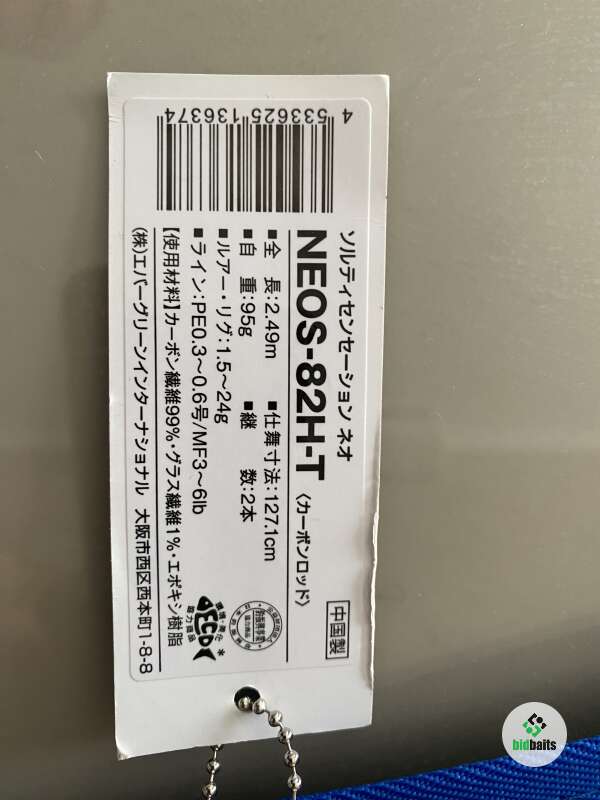 4 533625 136374
ソルティセンセーション ネオ
NEOS-82H-T 〈カーボンロッド〉
中国製
■全 長:2.49m ■仕舞寸法:127.1cm
■自 重:95g ■継 数:2本
■ルアー・リグ:1.5〜24g
■ライン:PE0.3〜0.6号/MF3〜6lb
【使用材料】カーボン繊維99%・グラス繊維1%・エポキシ樹脂
(株)エバーグリーンインターナショナル 大阪市西区西本町1-8-8
ECO
bidbaits